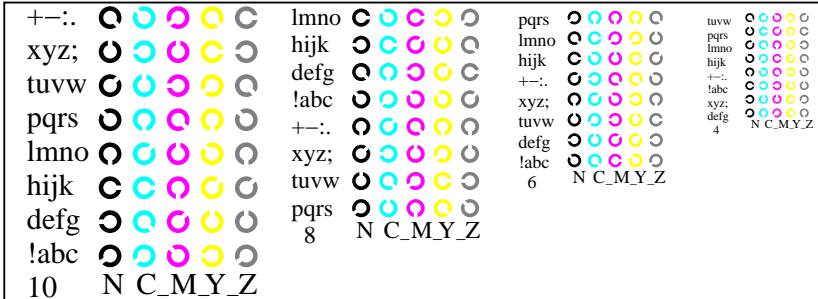 +−:.
xyz;
tuvw
pqrs
lmno
hijk
defg
!abc
10 N C_M_Y_Z
lmno
hijk
defg
!abc
+−:.
xyz;
tuvw
pqrs
8 N C_M_Y_Z
pqrs
lmno
hijk
+−:.
xyz;
tuvw
defg
!abc
6 N C_M_Y_Z
tuvw
pqrs
lmno
hijk
+−:.
!abc
xyz;
defg
4 N C_M_Y_Z